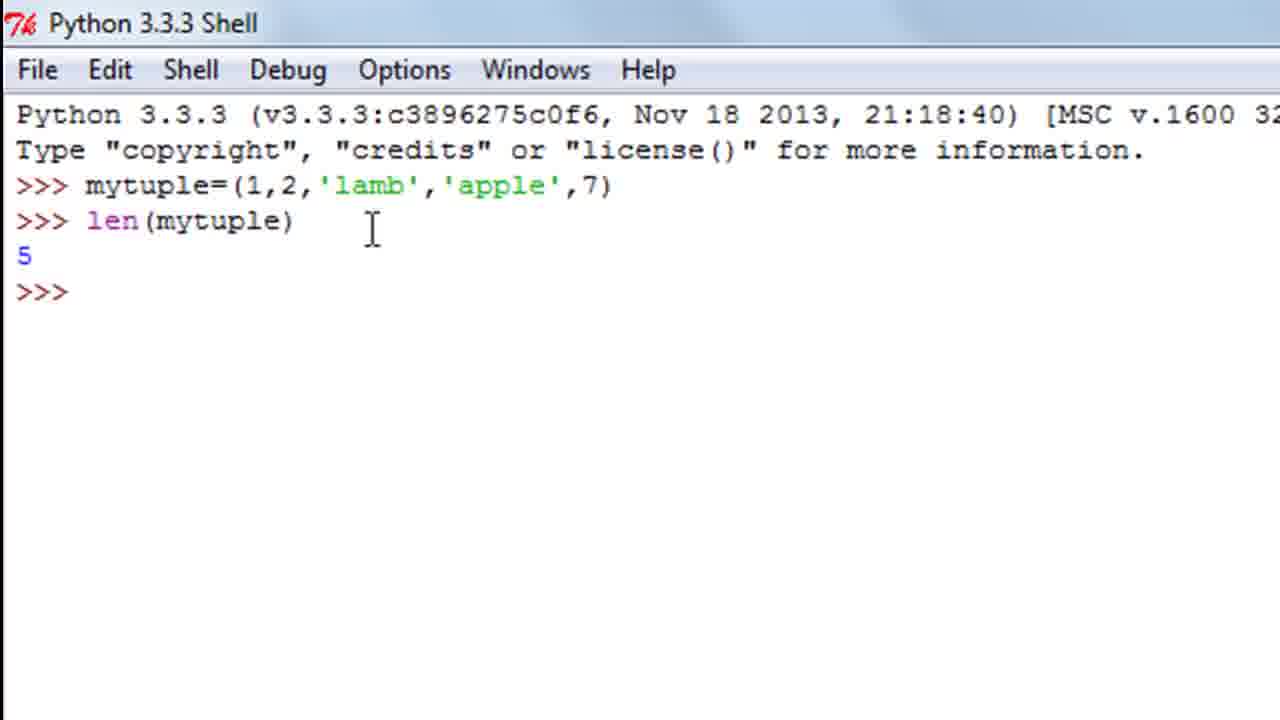 Python 3.3.3 Shell
File Edit Shell Debug Options Windows Help
Python 3.3.3 (v3.3.3:c3896275c0f6, Nov 18 2013, 21:18:40) [MSC v.1600 32
Type "copyright", "credits" or "license()" for more information.
>>> mytuple=(1,2,'lamb','apple',7)
>>> len(mytuple)
5
>>>